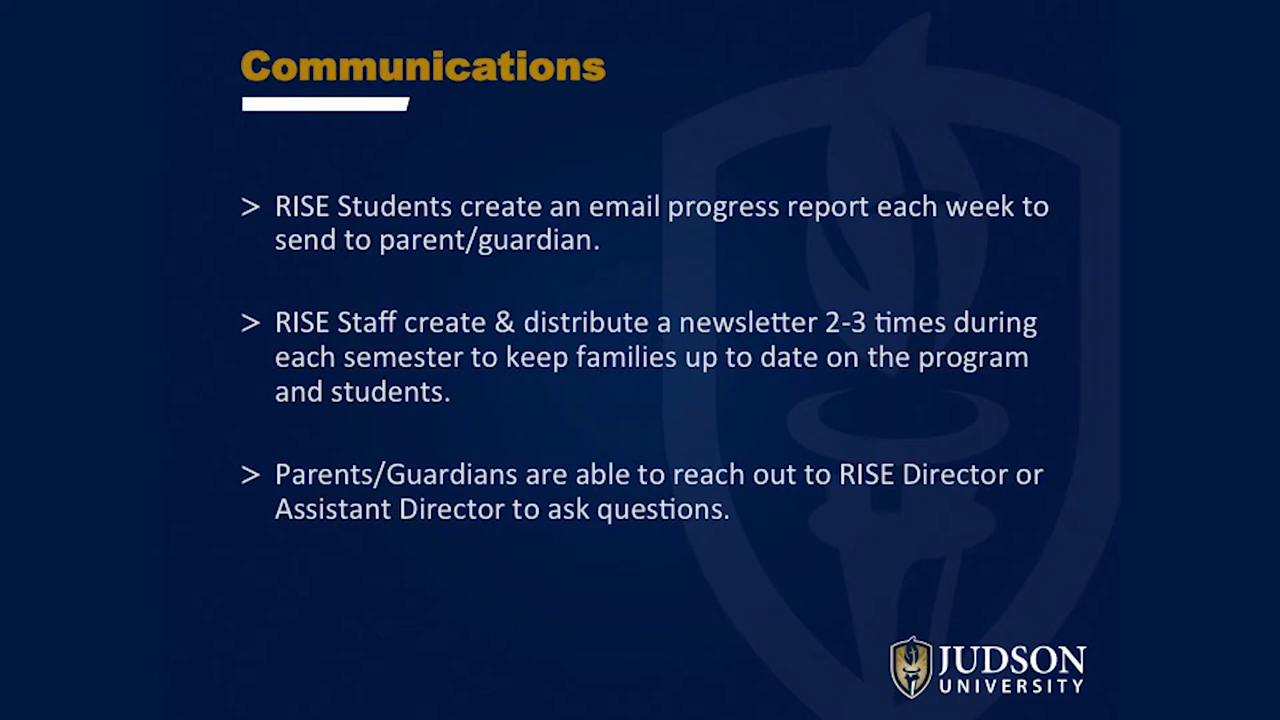 Communications
> RISE Students create an email progress report each week to
send to parent/guardian.
> RISE Staff create & distribute a newsletter 2-3 times during
each semester to keep families up to date on the program
and students.
> Parents/Guardians are able to reach out to RISE Director or
Assistant Director to ask questions.
JUDSON
UNIVERSITY